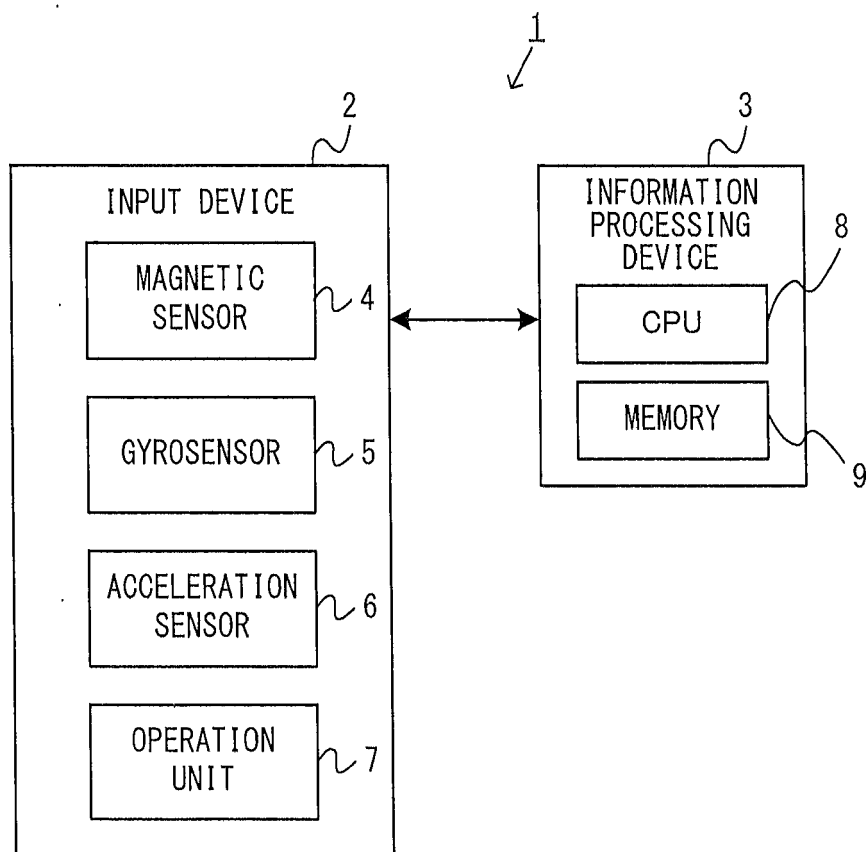 1
2
INPUT DEVICE
MAGNETIC
SENSOR
4
GYROSENSOR
5
ACCELERATION
SENSOR
6
OPERATION
UNIT
7
3
INFORMATION
PROCESSING
DEVICE
8
CPU
MEMORY
9